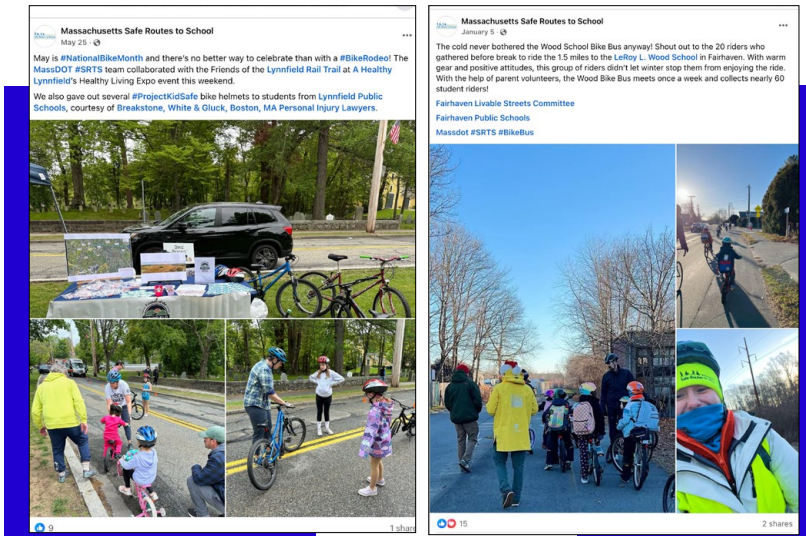 Massachusetts Safe Routes to School
May 25 ·
May is #NationalBikeMonth and there's no better way to celebrate than with a #BikeRodeo! The
MassDOT #SRTS team collaborated with the Friends of the Lynnfield Rail Trail at A Healthy
Lynnfield's Healthy Living Expo event this weekend.
We also gave out several #ProjectKidSafe bike helmets to students from Lynnfield Public
Schools, courtesy of Breakstone, White & Gluck, Boston, MA Personal Injury Lawyers.
9
1 share
Massachusetts Safe Routes to School
January 5 ·
The cold never bothered the Wood School Bike Bus anyway! Shout out to the 20 riders who
gathered before break to ride the 1.5 miles to the LeRoy L. Wood School in Fairhaven. With warm
gear and positive attitudes, this group of riders didn't let winter stop them from enjoying the ride.
With the help of parent volunteers, the Wood Bike Bus meets once a week and collects nearly 60
student riders!
Fairhaven Livable Streets Committee
Fairhaven Public Schools
Massdot #SRTS #BikeBus
15
2 shares